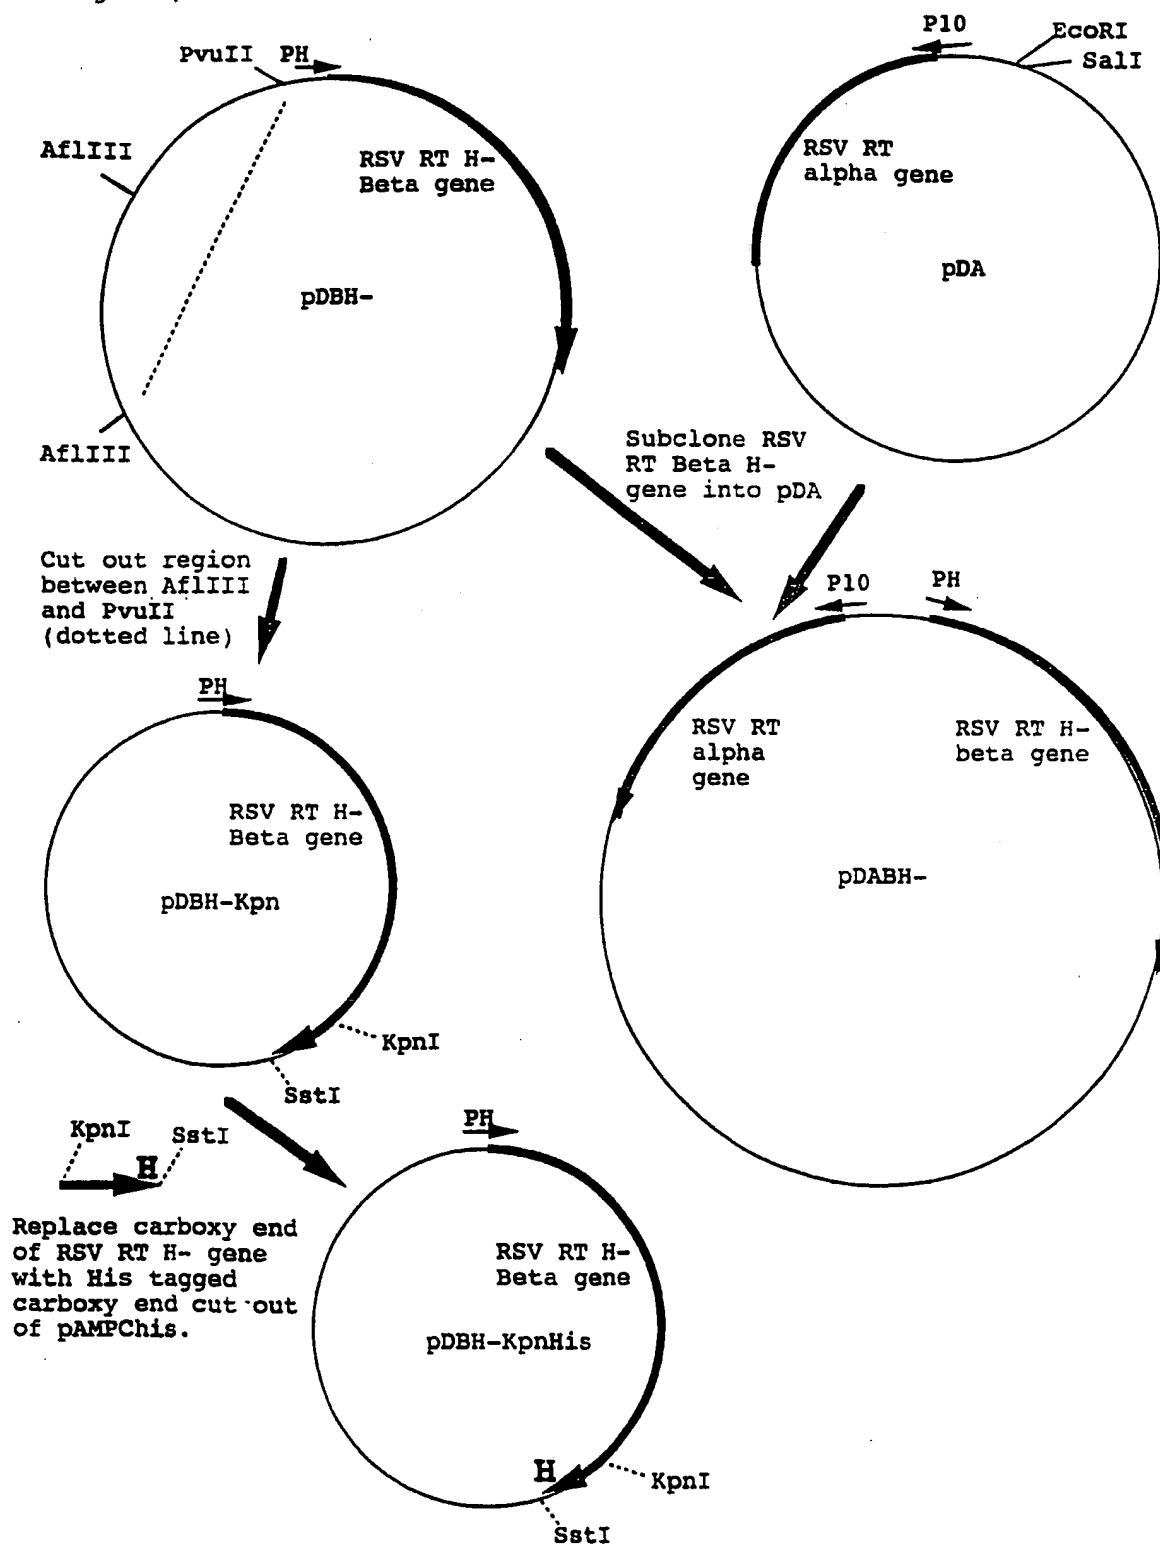 PvuII
PH
AflIII
RSV RT H-
Beta gene
pDBH-
AflIII
P10
EcoRI
SalI
RSV RT
alpha gene
pDA
Subclone RSV
RT Beta H-
gene into pDA
Cut out region
between AflIII
and PvuII
(dotted line)
P10
PH
RSV RT
alpha
gene
RSV RT H-
beta gene
pDABH-
PH
RSV RT H-
Beta gene
pDBH-Kpn
KpnI
SstI
KpnI
SstI
H
Replace carboxy end
of RSV RT H- gene
with His tagged
carboxy end cut out
of pAMPChis.
PH
RSV RT H-
Beta gene
pDBH-KpnHis
H
KpnI
SstI